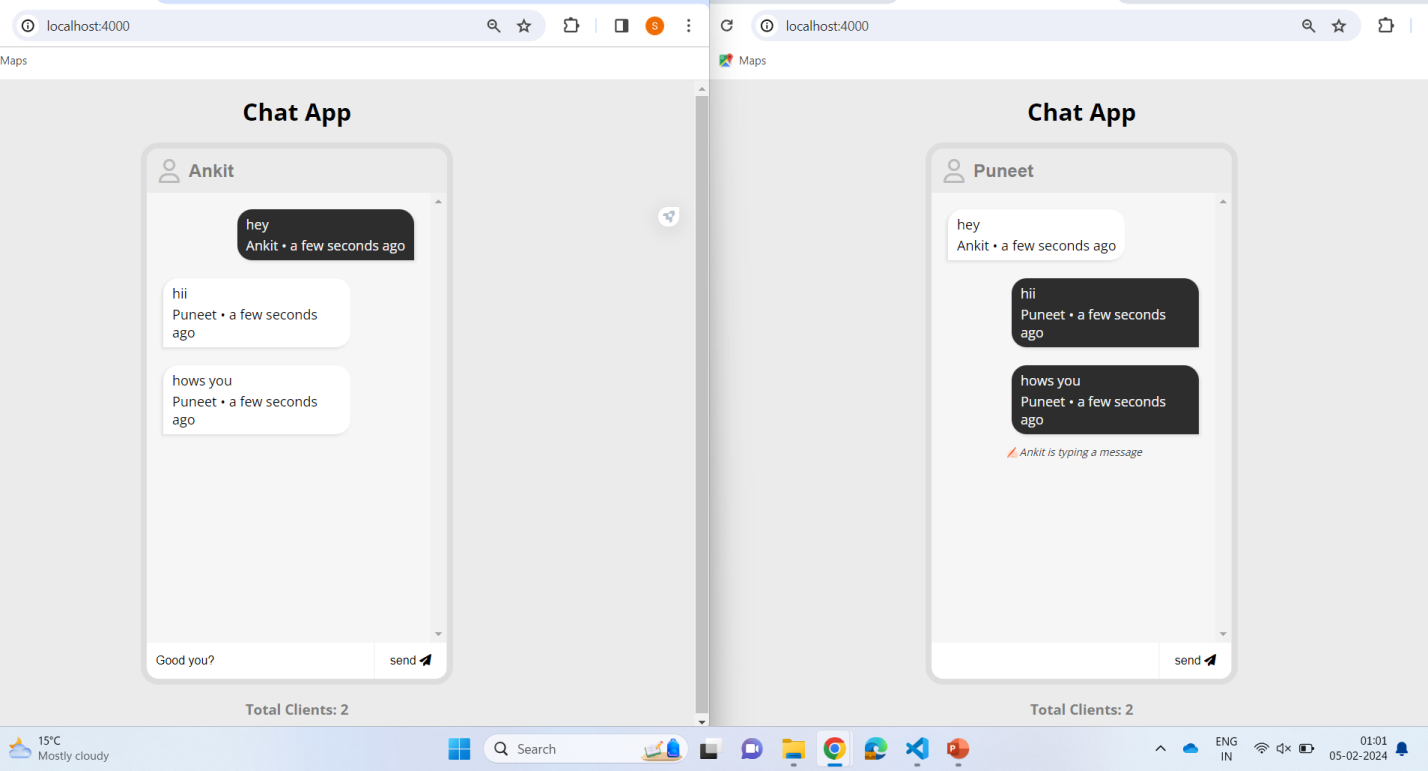 localhost:4000
S
Maps
Chat App
Ankit
hey
Ankit • a few seconds ago
hii
Puneet • a few seconds
ago
hows you
Puneet • a few seconds
ago
Good you?
send
Total Clients: 2
localhost:4000
Maps
Chat App
Puneet
hey
Ankit • a few seconds ago
hii
Puneet • a few seconds
ago
hows you
Puneet • a few seconds
ago
Ankit is typing a message
send
Total Clients: 2
15°C
Mostly cloudy
Search
P
ENG
IN
01:01
05-02-2024